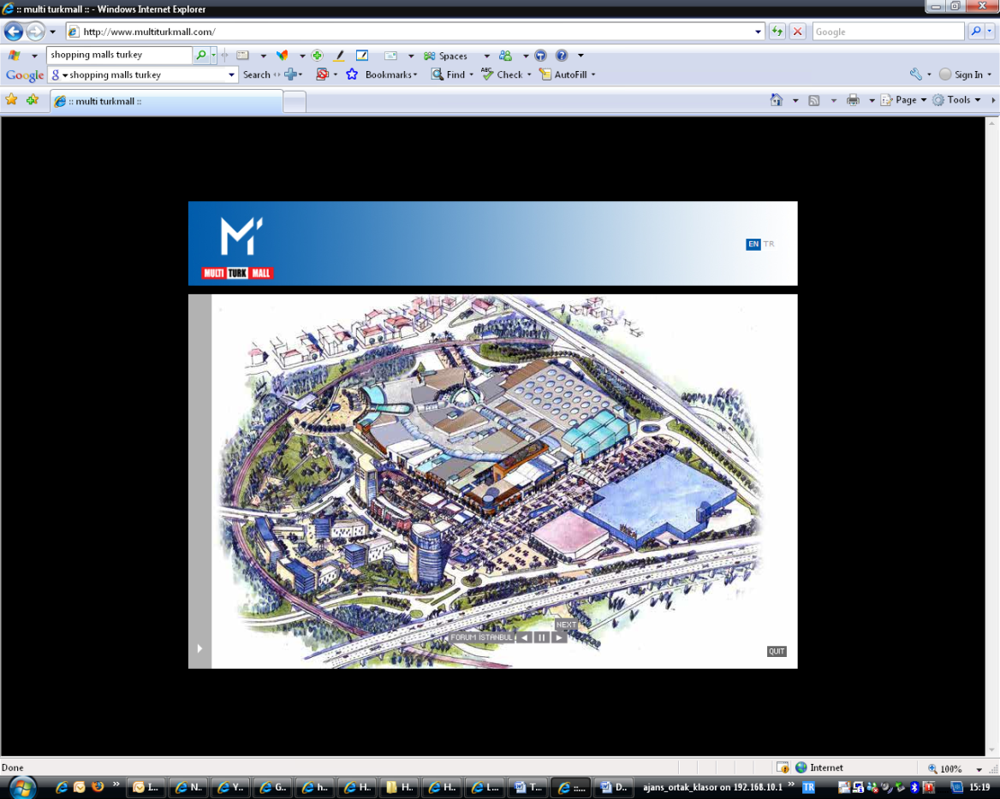 :: multi turkmall :: - Windows Internet Explorer
http://www.multiturkmall.com/
Google
shopping malls turkey
Spaces
Google
shopping malls turkey
Search
Bookmarks
Find
ABC
Check
AutoFill
Sign In
:: multi turkmall ::
Page
Tools
M
EN TR
MULTI TURK MALL
NEXT
FORUM ISTANBUL
QUIT
Done
Internet
100%
I...
N..
Y..
G..
h..
H..
H..
H..
L...
T...
::...
D..
ajans_ortak_klasor on 192.168.10.1
TR
15:19